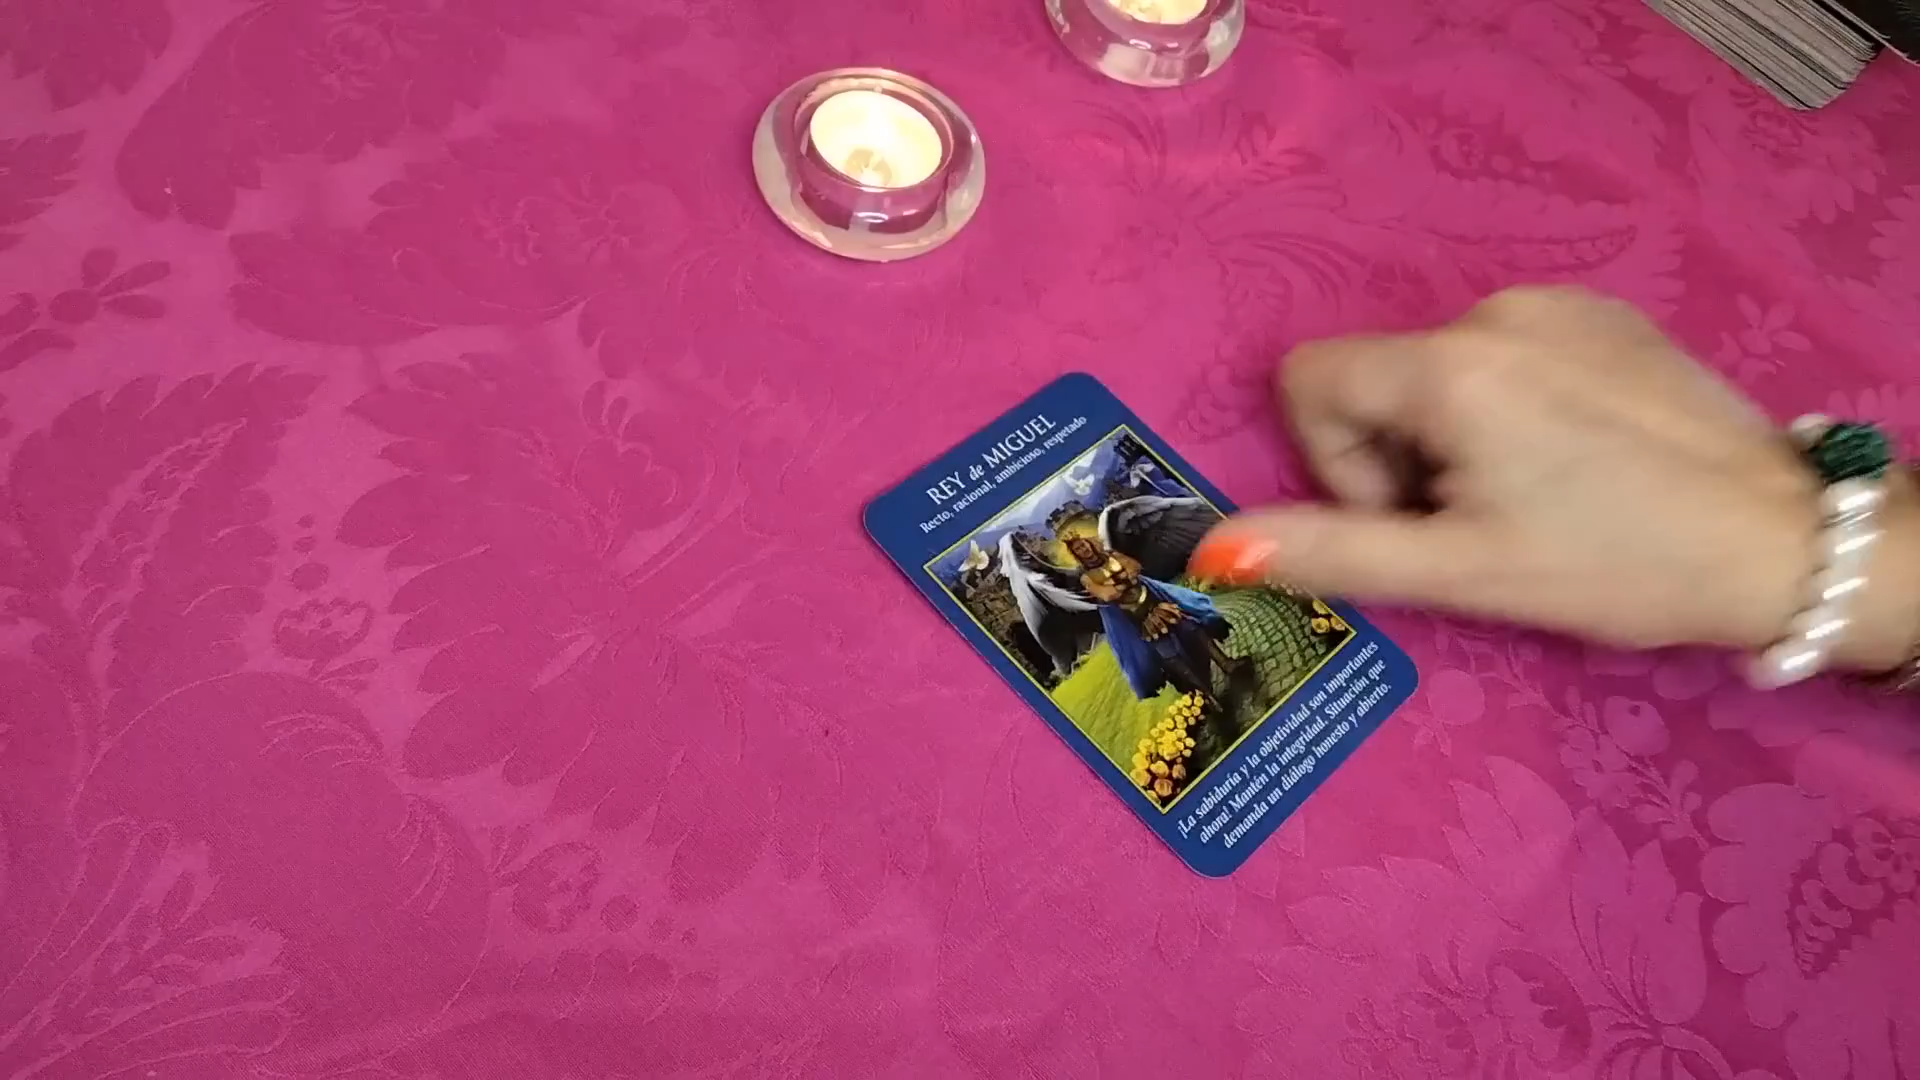 REY de MIGUEL
Recto, racional, ambicioso, respetado
¡La sabiduría y la objetividad son importantes
ahora! Mantén la integridad. Situación que
demanda un diálogo honesto y abierto.